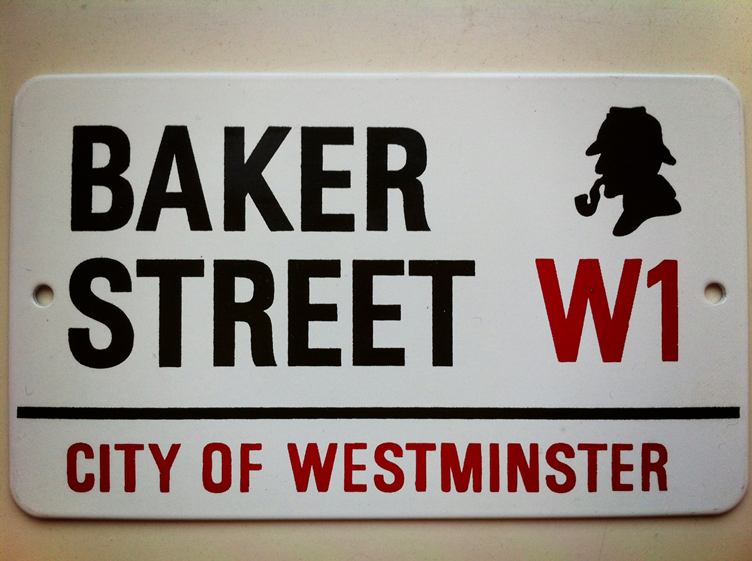 BAKER
STREET W1
CITY OF WESTMINSTER